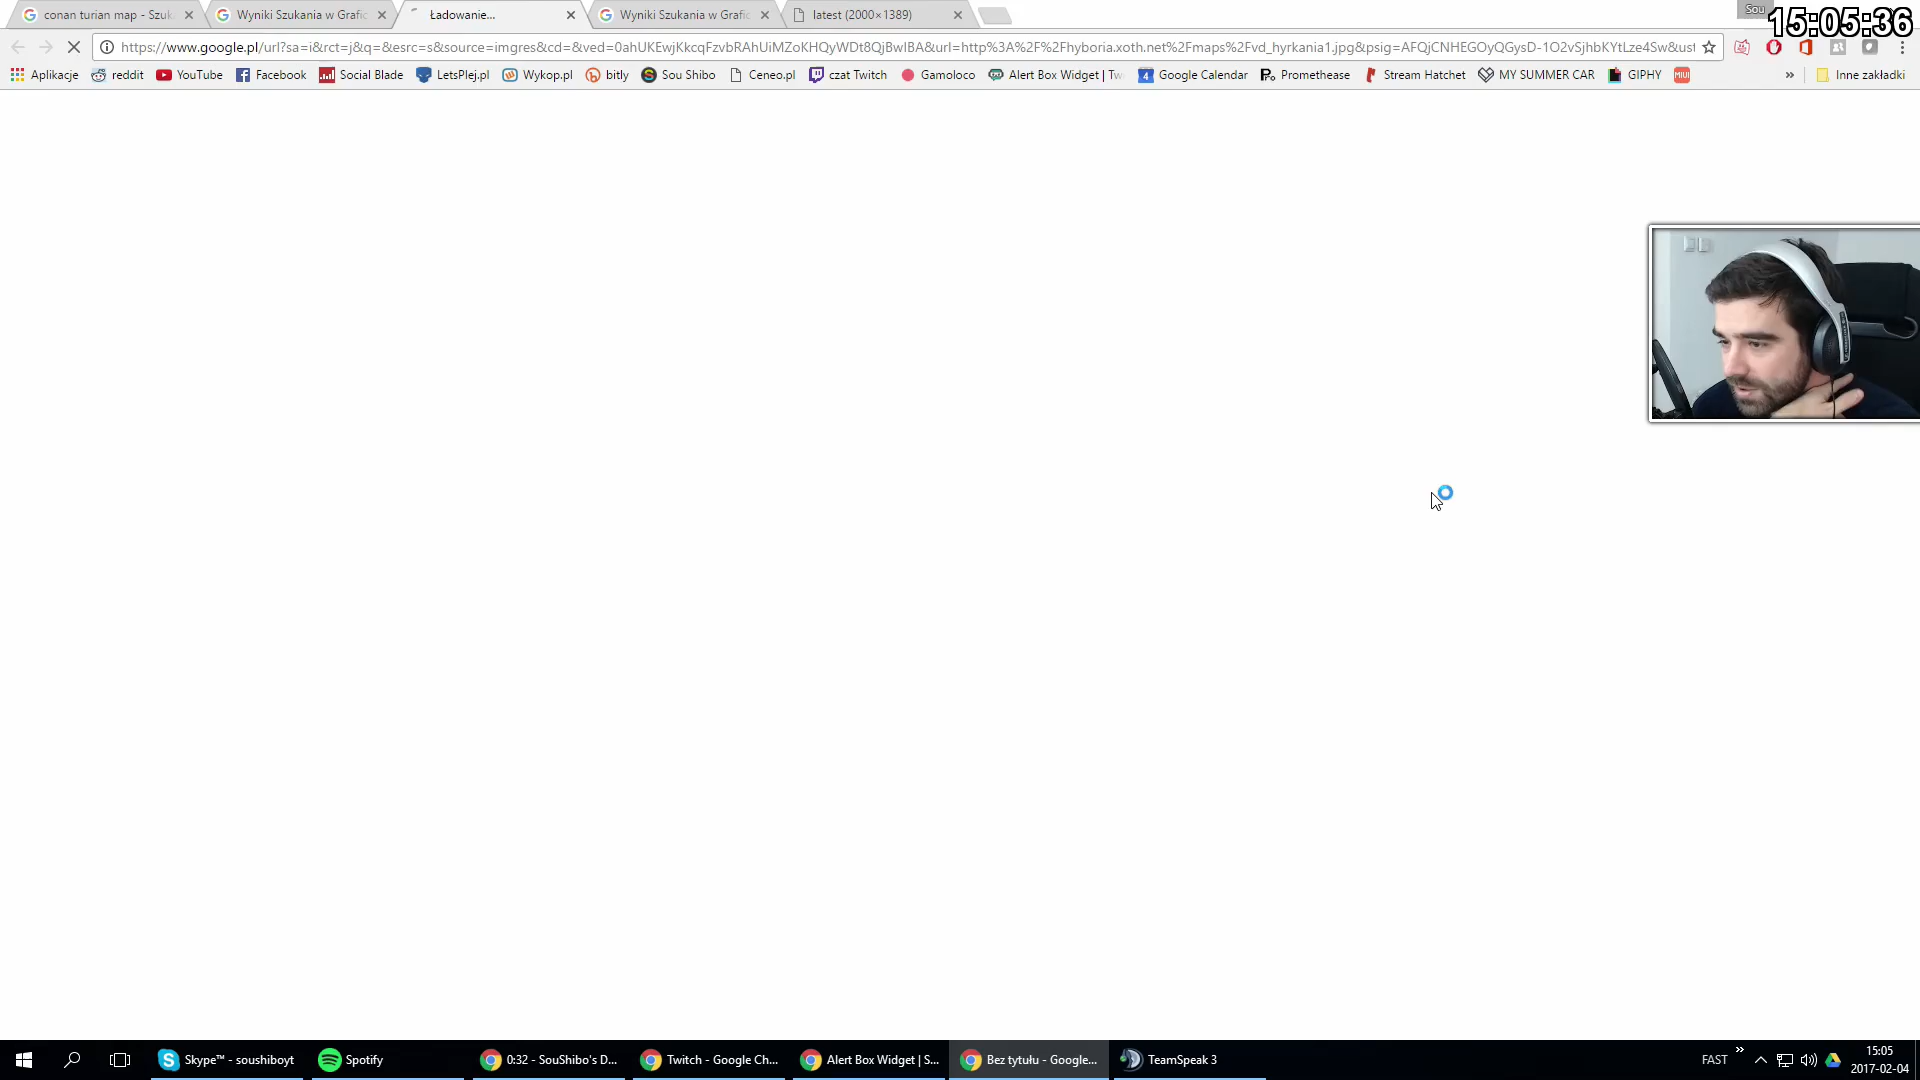 conan turian map - Szuk
Wyniki Szukania w Grafic
Ładowanie...
Wyniki Szukania w Grafic
latest (2000×1389)
Sou
15:05:36
https://www.google.pl/url?sa=i&rct=j&q=&esrc=s&source=imgres&cd=&ved=0ahUKEwjKkcqFzvbRAhUiMZoKHQyWDt8QjBwIBA&url=http%3A%2F%2Fhyboria.xoth.net%2Fmaps%2Fvd_hyrkania1.jpg&psig=AFQjCNHEGOyQGysD-1O2vSjhbKYtLze4Sw&ust
Aplikacje
reddit
YouTube
Facebook
Social Blade
LetsPlej.pl
Wykop.pl
bitly
Sou Shibo
Ceneo.pl
czat Twitch
Gamoloco
Alert Box Widget | Tw
Google Calendar
Promethease
Stream Hatchet
MY SUMMER CAR
GIPHY
MIUI
»
Inne zakładki
Skype™ - soushiboyt
Spotify
0:32 - SouShibo's D...
Twitch - Google Ch...
Alert Box Widget | S...
Bez tytułu - Google...
TeamSpeak 3
FAST
»
15:05
2017-02-04